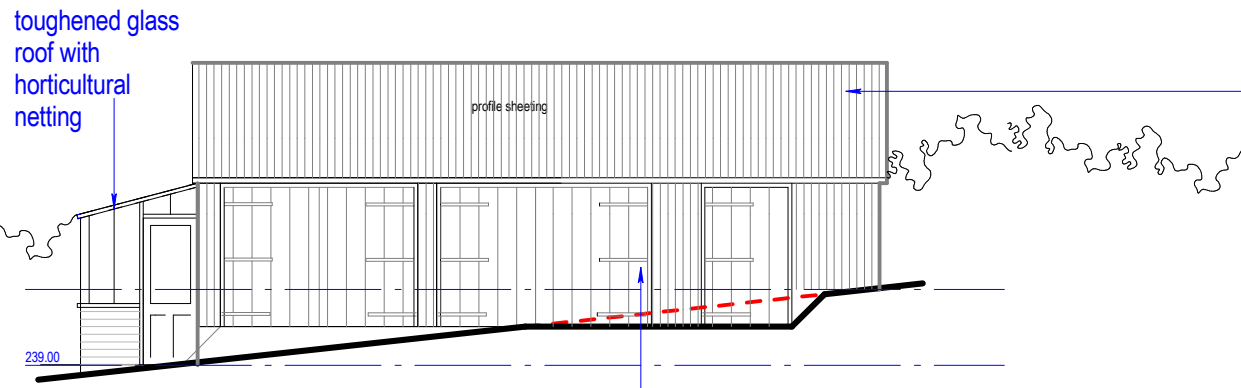 toughened glass
roof with
horticultural
netting
profile sheeting
239.00